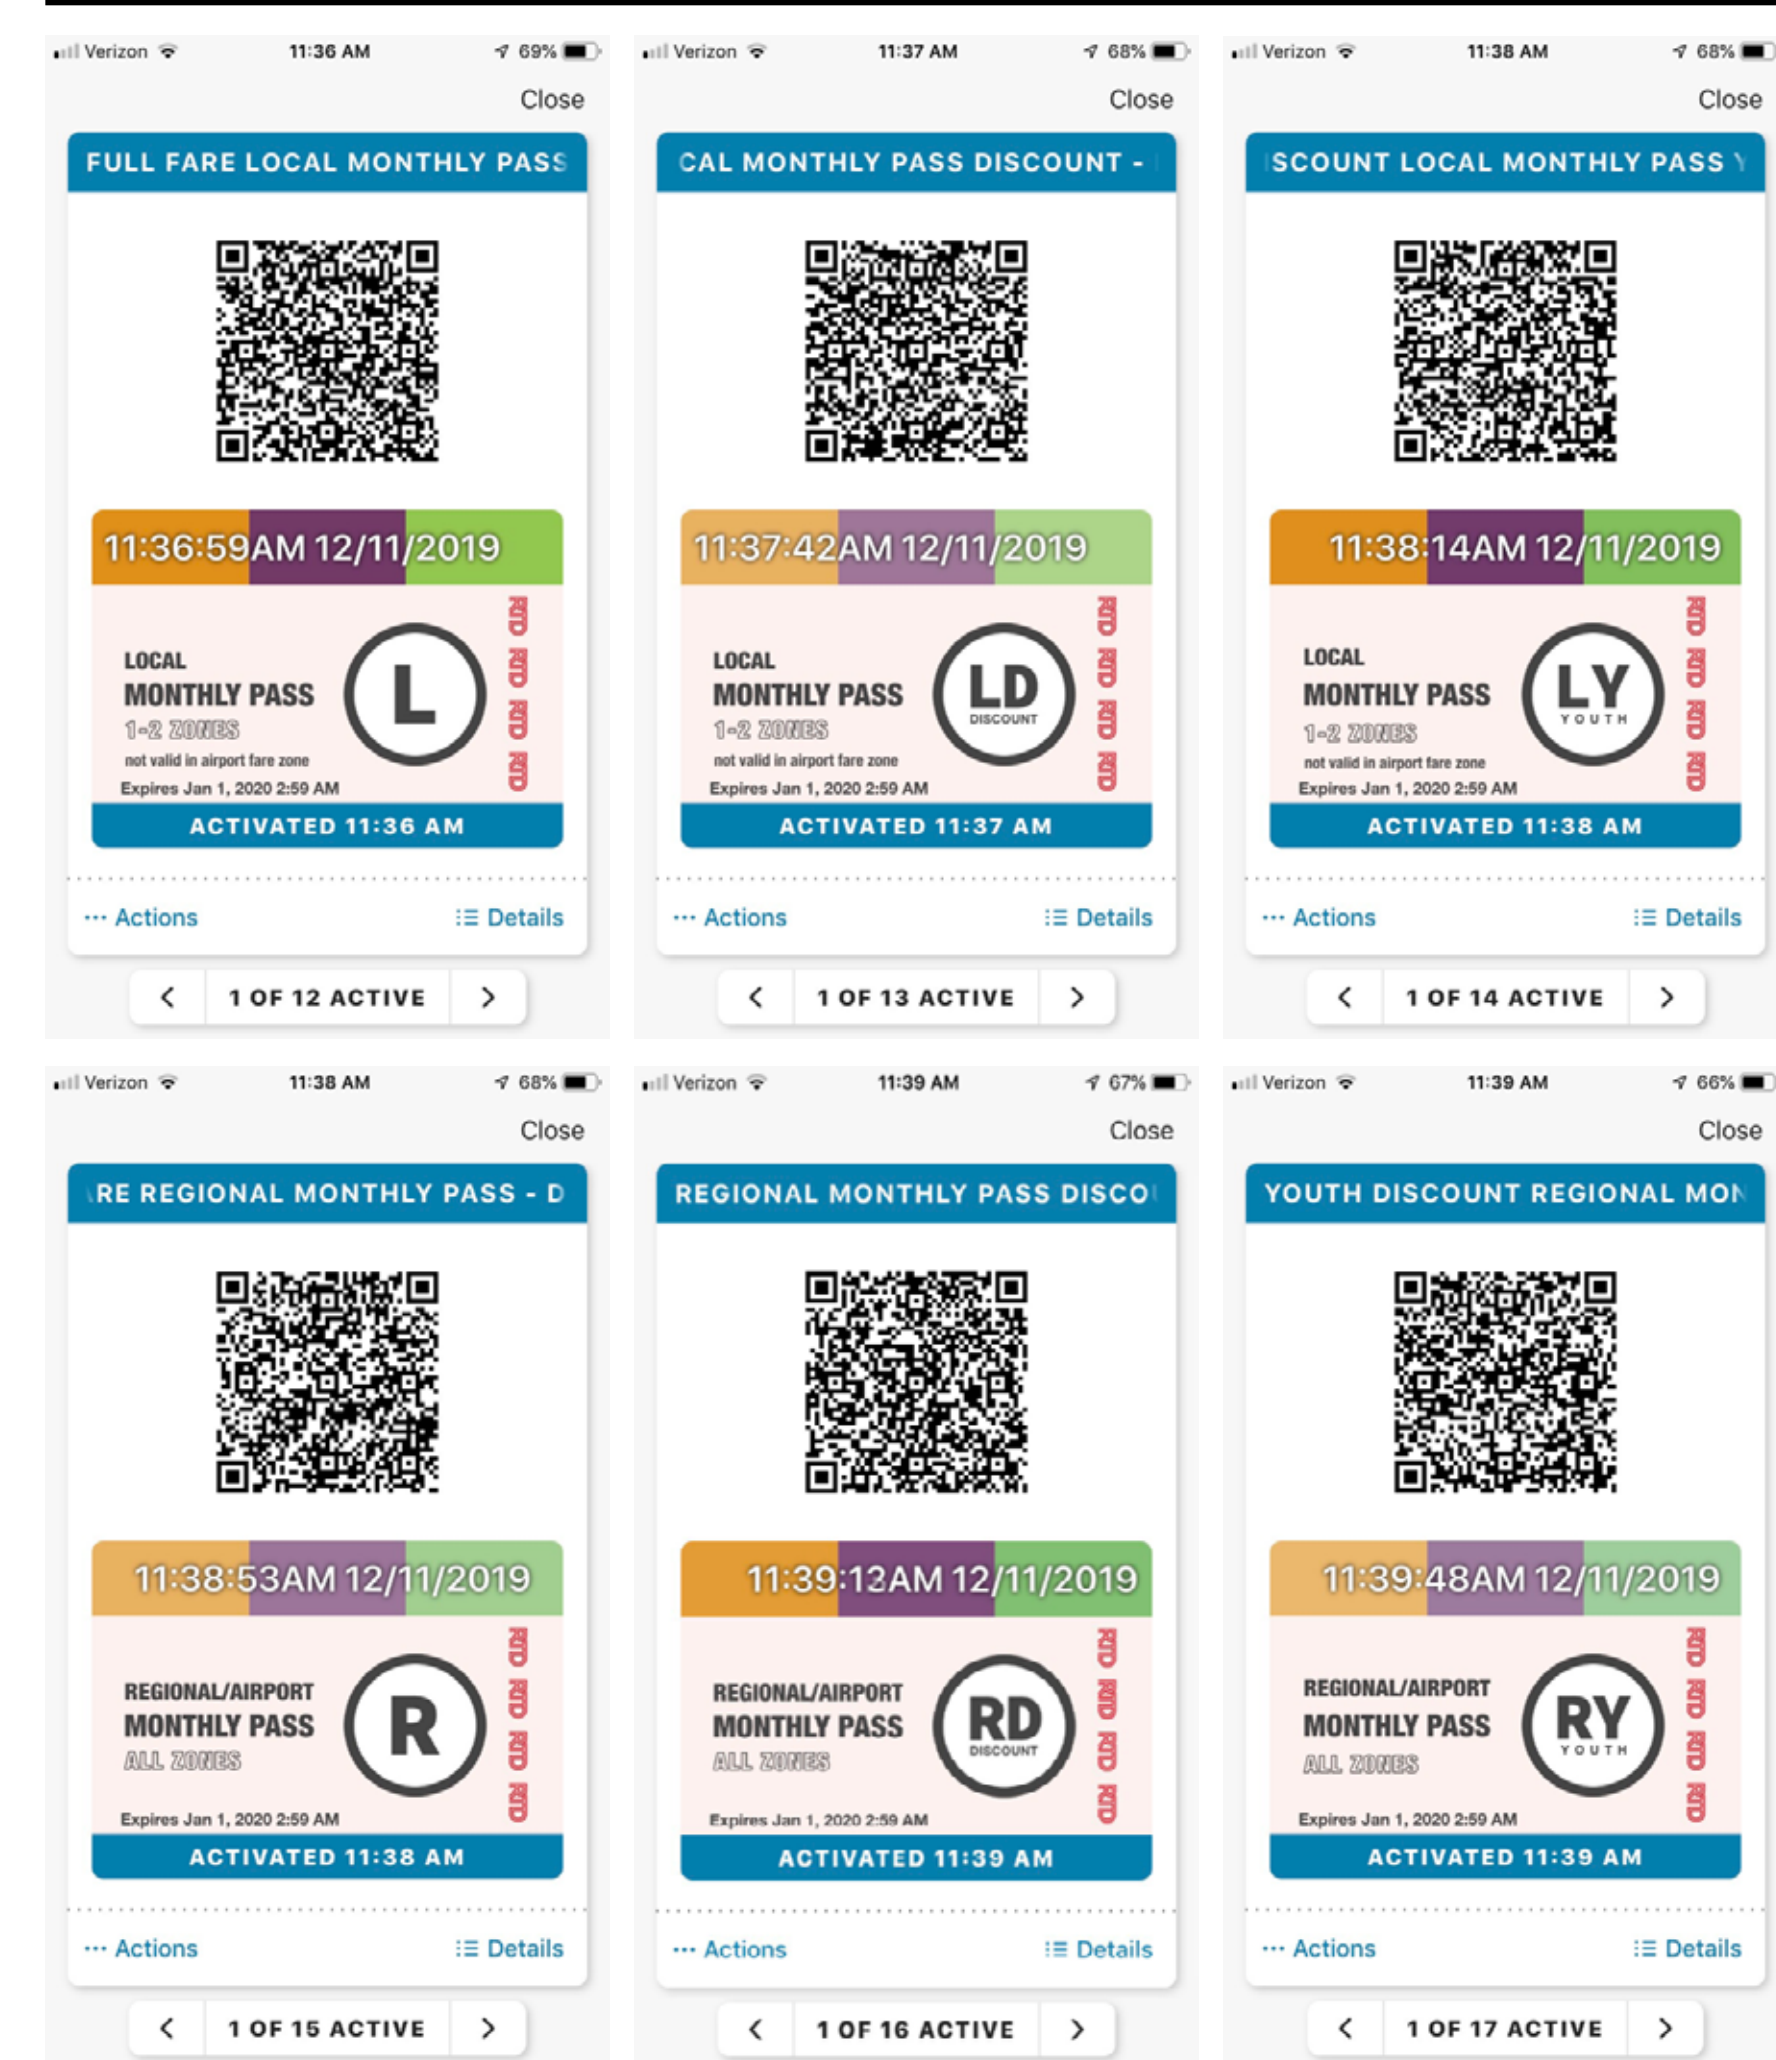 Verizon 11:36 AM 69%
Close
FULL FARE LOCAL MONTHLY PASS
11:36:59AM 12/11/2019
LOCAL
MONTHLY PASS
1-2 ZONES
not valid in airport fare zone
Expires Jan 1, 2020 2:59 AM
L
RTD RTD RTD RTD
ACTIVATED 11:36 AM
Actions Details
1 OF 12 ACTIVE
Verizon 11:37 AM 68%
Close
CAL MONTHLY PASS DISCOUNT -
11:37:42AM 12/11/2019
LOCAL
MONTHLY PASS
1-2 ZONES
not valid in airport fare zone
Expires Jan 1, 2020 2:59 AM
LD
DISCOUNT
RTD RTD RTD RTD
ACTIVATED 11:37 AM
Actions Details
1 OF 13 ACTIVE
Verizon 11:38 AM 68%
Close
ISCOUNT LOCAL MONTHLY PASS Y
11:38:14AM 12/11/2019
LOCAL
MONTHLY PASS
1-2 ZONES
not valid in airport fare zone
Expires Jan 1, 2020 2:59 AM
LY
YOUTH
RTD RTD RTD RTD
ACTIVATED 11:38 AM
Actions Details
1 OF 14 ACTIVE
Verizon 11:38 AM 68%
Close
ARE REGIONAL MONTHLY PASS - D
11:38:53AM 12/11/2019
REGIONAL/AIRPORT
MONTHLY PASS
ALL ZONES
Expires Jan 1, 2020 2:59 AM
R
RTD RTD RTD RTD
ACTIVATED 11:38 AM
Actions Details
1 OF 15 ACTIVE
Verizon 11:39 AM 67%
Close
REGIONAL MONTHLY PASS DISCO
11:39:13AM 12/11/2019
REGIONAL/AIRPORT
MONTHLY PASS
ALL ZONES
Expires Jan 1, 2020 2:59 AM
RD
DISCOUNT
RTD RTD RTD RTD
ACTIVATED 11:39 AM
Actions Details
1 OF 16 ACTIVE
Verizon 11:39 AM 66%
Close
YOUTH DISCOUNT REGIONAL MON
11:39:48AM 12/11/2019
REGIONAL/AIRPORT
MONTHLY PASS
ALL ZONES
Expires Jan 1, 2020 2:59 AM
RY
YOUTH
RTD RTD RTD RTD
ACTIVATED 11:39 AM
Actions Details
1 OF 17 ACTIVE